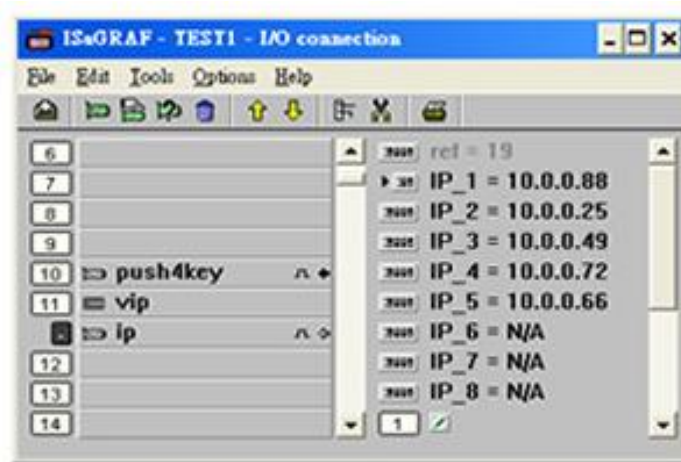 ISaGRAF - TEST1 - I/O connection
File Edit Tools Options Help
6
7
8
9
10 push4key
11 vip
ip
12
13
14
ref = 19
IP_1 = 10.0.0.88
IP_2 = 10.0.0.25
IP_3 = 10.0.0.49
IP_4 = 10.0.0.72
IP_5 = 10.0.0.66
IP_6 = N/A
IP_7 = N/A
IP_8 = N/A
1